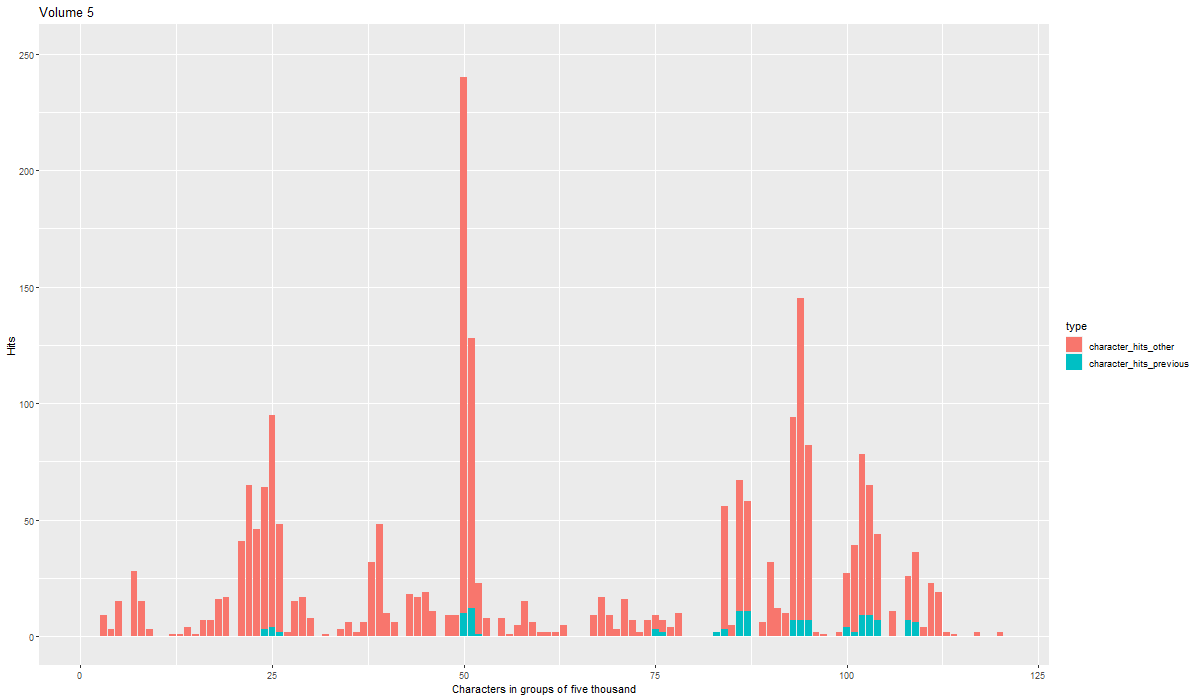 Volume 5
250
200
150
100
50
0
Hits
0 25 50 75 100 125
Characters in groups of five thousand
type
character_hits_other
character_hits_previous